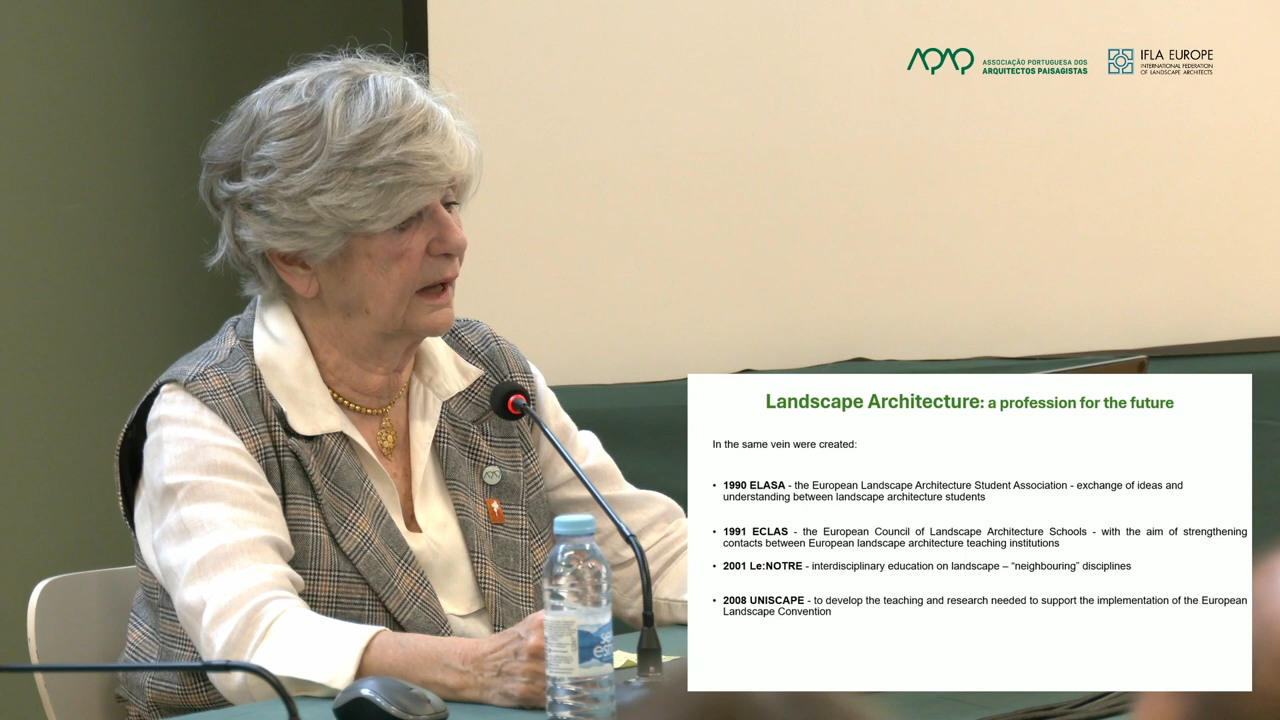 APAP
ASSOCIAÇÃO PORTUGUESA DOS
ARQUITECTOS PAISAGISTAS
IFLA EUROPE
INTERNATIONAL FEDERATION
OF LANDSCAPE ARCHITECTS
Landscape Architecture: a profession for the future
In the same vein were created:
• 1990 ELASA - the European Landscape Architecture Student Association - exchange of ideas and
understanding between landscape architecture students
• 1991 ECLAS - the European Council of Landscape Architecture Schools - with the aim of strengthening
contacts between European landscape architecture teaching institutions
• 2001 Le:NOTRE - interdisciplinary education on landscape – “neighbouring” disciplines
• 2008 UNISCAPE - to develop the teaching and research needed to support the implementation of the European
Landscape Convention